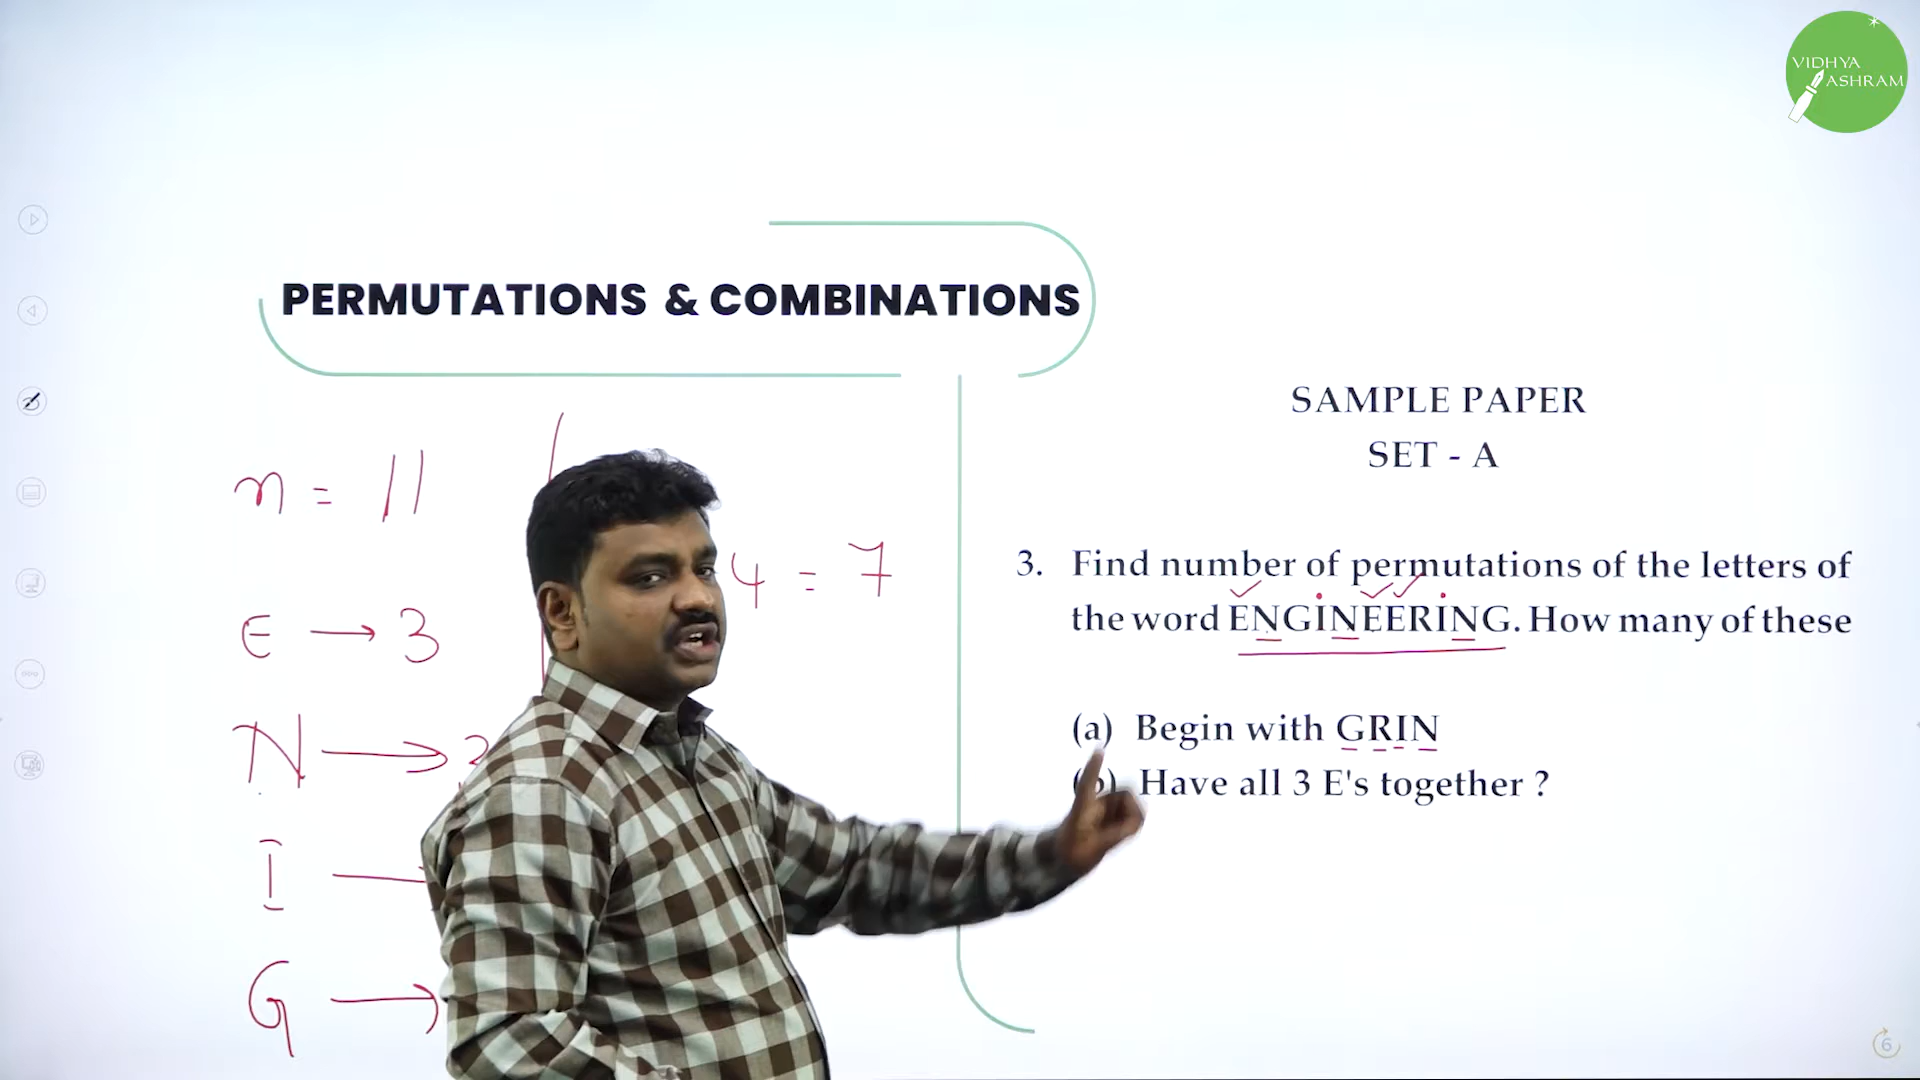 VIDHYA
ASHRAM
PERMUTATIONS & COMBINATIONS
n = 11
E → 3
N →
I
G →
4 = 7
SAMPLE PAPER
SET - A
3. Find number of permutations of the letters of
the word ENGiNEERiNG. How many of these
(a) Begin with GRIN
Have all 3 E's together ?
6